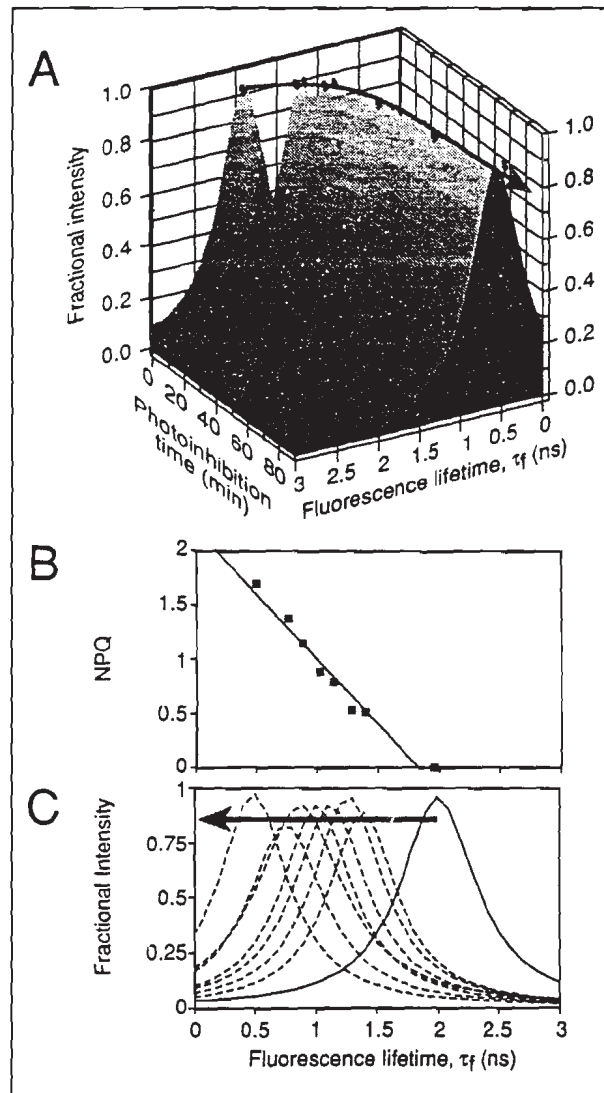 A
Fractional intensity
1.0
0.8
0.6
0.4
0.2
0.0
1.0
0.8
0.6
0.4
0.2
0.0
0 20 40 60 80
Photoinhibition
time (min)
3 2.5 2 1.5 1 0.5 0
Fluorescence lifetime, τf (ns)
B
NPQ
2
1.5
1
0.5
0
C
Fractional Intensity
1
0.75
0.5
0.25
0
0 0.5 1 1.5 2 2.5 3
Fluorescence lifetime, τf (ns)